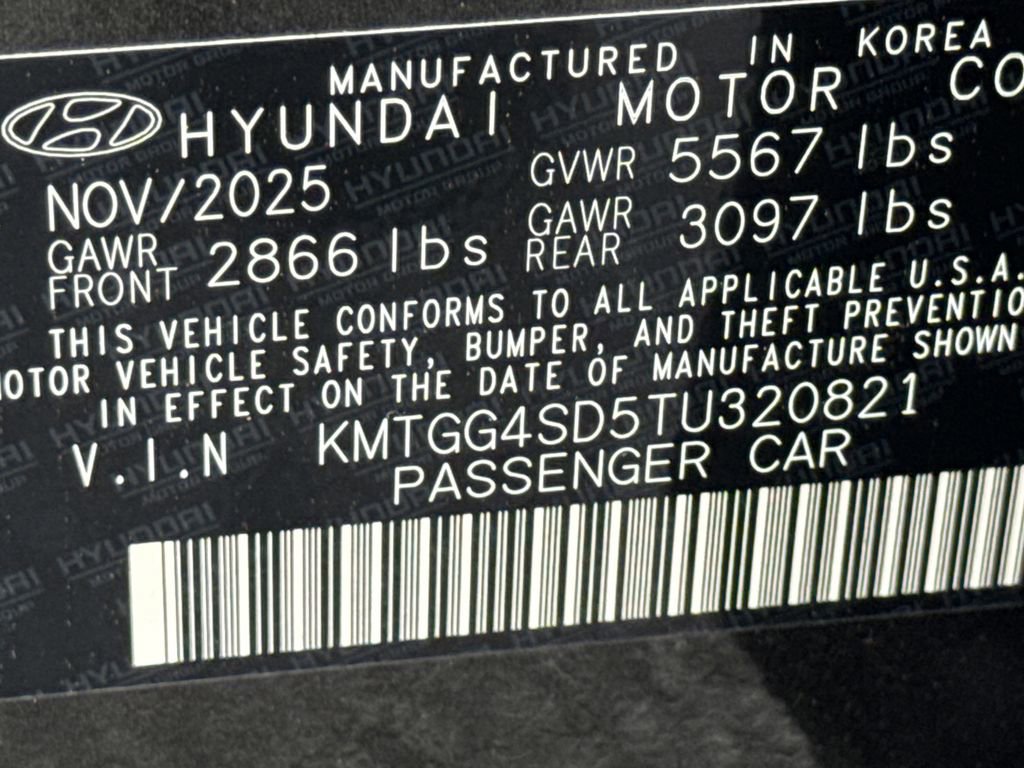 MANUFACTURED IN KOREA
HYUNDAI MOTOR CO
NOV/2025 GVWR 5567 lbs
GAWR FRONT 2866 lbs GAWR REAR 3097 lbs
THIS VEHICLE CONFORMS TO ALL APPLICABLE U.S.A.
MOTOR VEHICLE SAFETY, BUMPER, AND THEFT PREVENTIO
IN EFFECT ON THE DATE OF MANUFACTURE SHOWN
V.I.N KMTGG4SD5TU320821
PASSENGER CAR